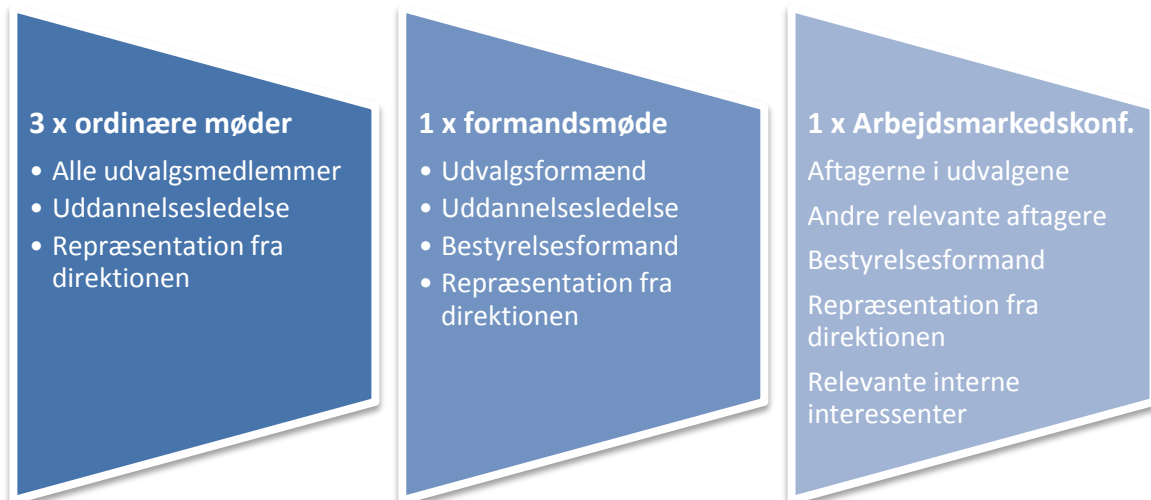 3 x ordinære møder
• Alle udvalgsmedlemmer
• Uddannelsesledelse
• Repræsentation fra
direktionen
1 x formandsmøde
• Udvalgsformænd
• Uddannelsesledelse
• Bestyrelsesformand
• Repræsentation fra
direktionen
1 x Arbejdsmarkedskonf.
Aftagerne i udvalgene
Andre relevante aftagere
Bestyrelsesformand
Repræsentation fra
direktionen
Relevante interne
interessenter